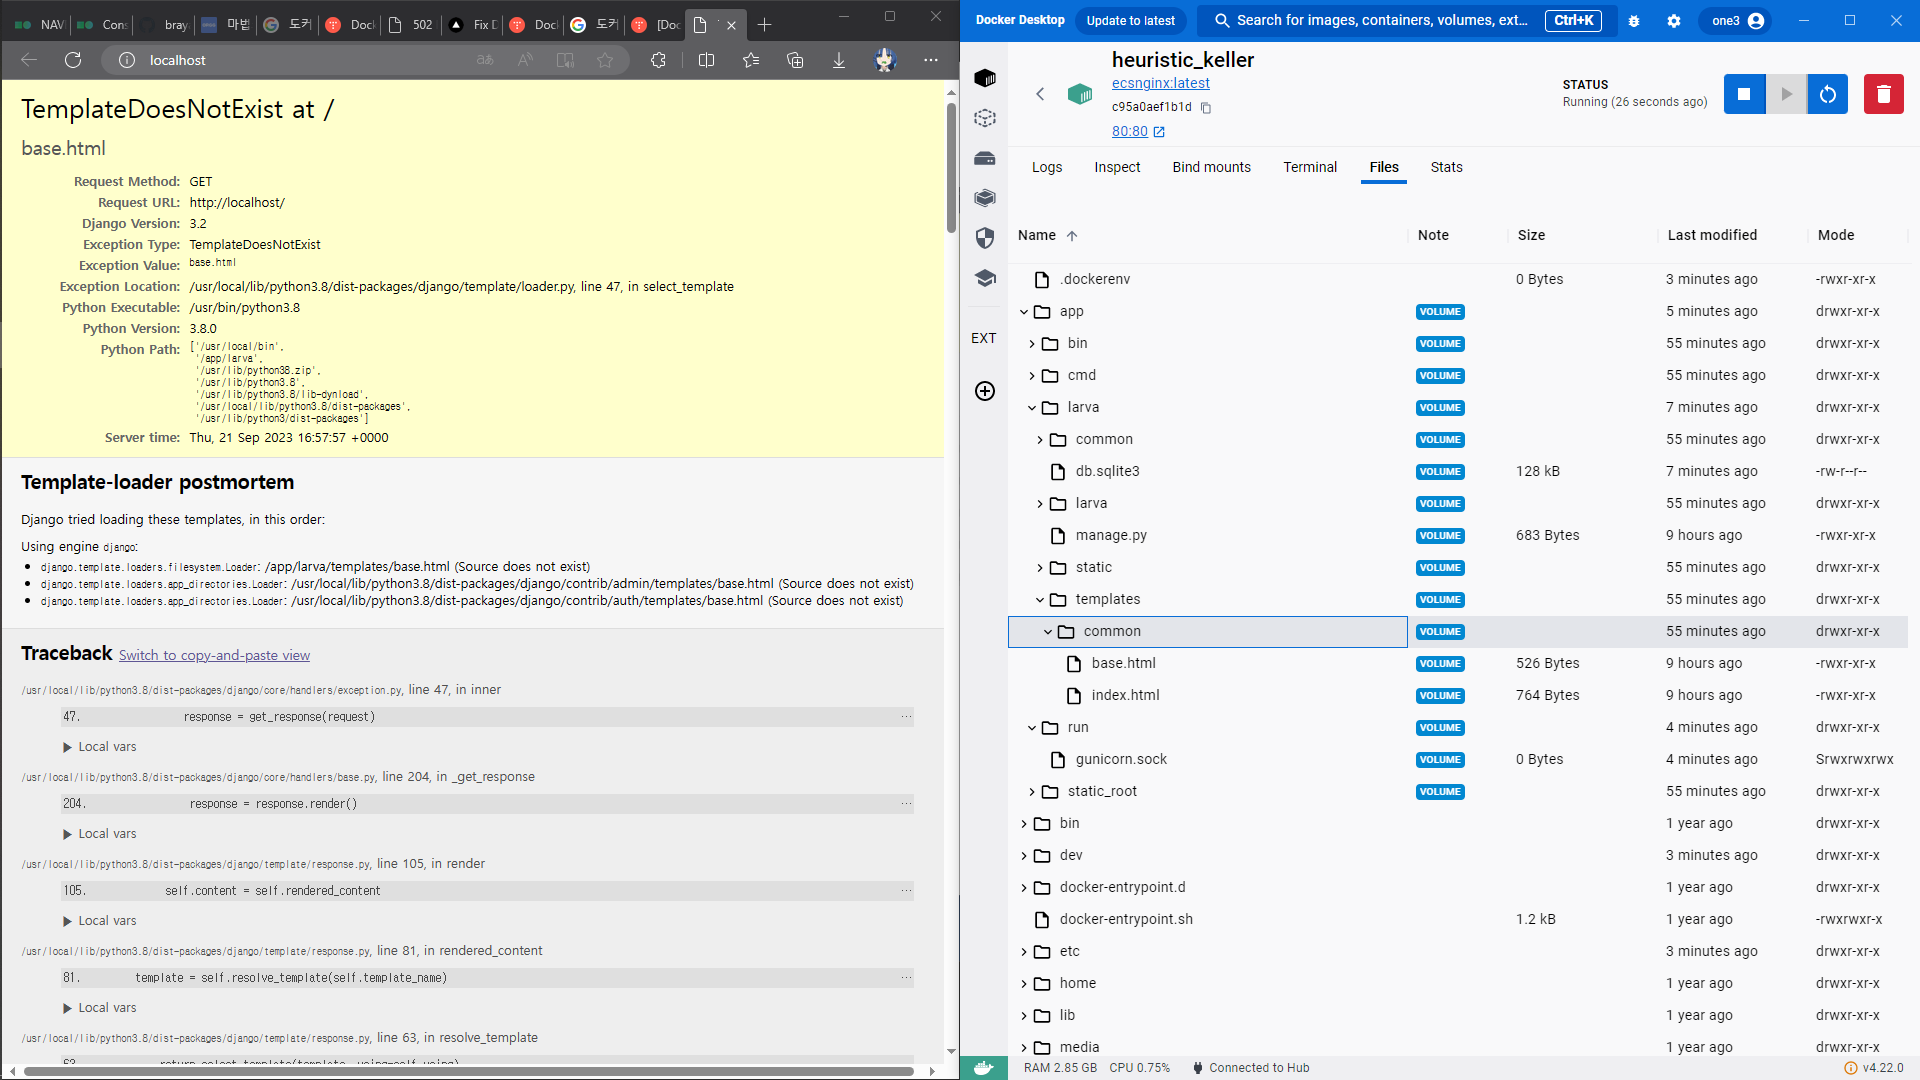 NAV
Con:
bray
마법
도커
Doc
502
Fix D
Doc
도커
[Doc
localhost
TemplateDoesNotExist at /
base.html
Request Method: GET
Request URL: http://localhost/
Django Version: 3.2
Exception Type: TemplateDoesNotExist
Exception Value: base.html
Exception Location: /usr/local/lib/python3.8/dist-packages/django/template/loader.py, line 47, in select_template
Python Executable: /usr/bin/python3.8
Python Version: 3.8.0
Python Path: ['/usr/local/bin',
'/app/larva',
'/usr/lib/python38.zip',
'/usr/lib/python3.8',
'/usr/lib/python3.8/lib-dynload',
'/usr/local/lib/python3.8/dist-packages',
'/usr/lib/python3/dist-packages']
Server time: Thu, 21 Sep 2023 16:57:57 +0000
Template-loader postmortem
Django tried loading these templates, in this order:
Using engine django:
• django.template.loaders.filesystem.Loader: /app/larva/templates/base.html (Source does not exist)
• django.template.loaders.app_directories.Loader: /usr/local/lib/python3.8/dist-packages/django/contrib/admin/templates/base.html (Source does not exist)
• django.template.loaders.app_directories.Loader: /usr/local/lib/python3.8/dist-packages/django/contrib/auth/templates/base.html (Source does not exist)
Traceback Switch to copy-and-paste view
/usr/local/lib/python3.8/dist-packages/django/core/handlers/exception.py, line 47, in inner
47. response = get_response(request) …
▶ Local vars
/usr/local/lib/python3.8/dist-packages/django/core/handlers/base.py, line 204, in _get_response
204. response = response.render() …
▶ Local vars
/usr/local/lib/python3.8/dist-packages/django/template/response.py, line 105, in render
105. self.content = self.rendered_content …
▶ Local vars
/usr/local/lib/python3.8/dist-packages/django/template/response.py, line 81, in rendered_content
81. template = self.resolve_template(self.template_name) …
▶ Local vars
/usr/local/lib/python3.8/dist-packages/django/template/response.py, line 63, in resolve_template
63. return select_template(template, using=self.using)
Docker Desktop
Update to latest
Search for images, containers, volumes, ext...
Ctrl+K
one3
heuristic_keller
ecsnginx:latest
c95a0aef1b1d
80:80
STATUS
Running (26 seconds ago)
Logs Inspect Bind mounts Terminal Files Stats
EXT
Name Note Size Last modified Mode
.dockerenv 0 Bytes 3 minutes ago -rwxr-xr-x
app VOLUME 5 minutes ago drwxr-xr-x
bin VOLUME 55 minutes ago drwxr-xr-x
cmd VOLUME 55 minutes ago drwxr-xr-x
larva VOLUME 7 minutes ago drwxr-xr-x
common VOLUME 55 minutes ago drwxr-xr-x
db.sqlite3 VOLUME 128 kB 7 minutes ago -rw-r--r--
larva VOLUME 55 minutes ago drwxr-xr-x
manage.py VOLUME 683 Bytes 9 hours ago -rwxr-xr-x
static VOLUME 55 minutes ago drwxr-xr-x
templates VOLUME 55 minutes ago drwxr-xr-x
common VOLUME 55 minutes ago drwxr-xr-x
base.html VOLUME 526 Bytes 9 hours ago -rwxr-xr-x
index.html VOLUME 764 Bytes 9 hours ago -rwxr-xr-x
run VOLUME 4 minutes ago drwxr-xr-x
gunicorn.sock VOLUME 0 Bytes 4 minutes ago Srwxrwxrwx
static_root VOLUME 55 minutes ago drwxr-xr-x
bin 1 year ago drwxr-xr-x
dev 3 minutes ago drwxr-xr-x
docker-entrypoint.d 1 year ago drwxr-xr-x
docker-entrypoint.sh 1.2 kB 1 year ago -rwxrwxr-x
etc 3 minutes ago drwxr-xr-x
home 1 year ago drwxr-xr-x
lib 1 year ago drwxr-xr-x
media 1 year ago drwxr-xr-x
RAM 2.85 GB CPU 0.75% Connected to Hub
v4.22.0